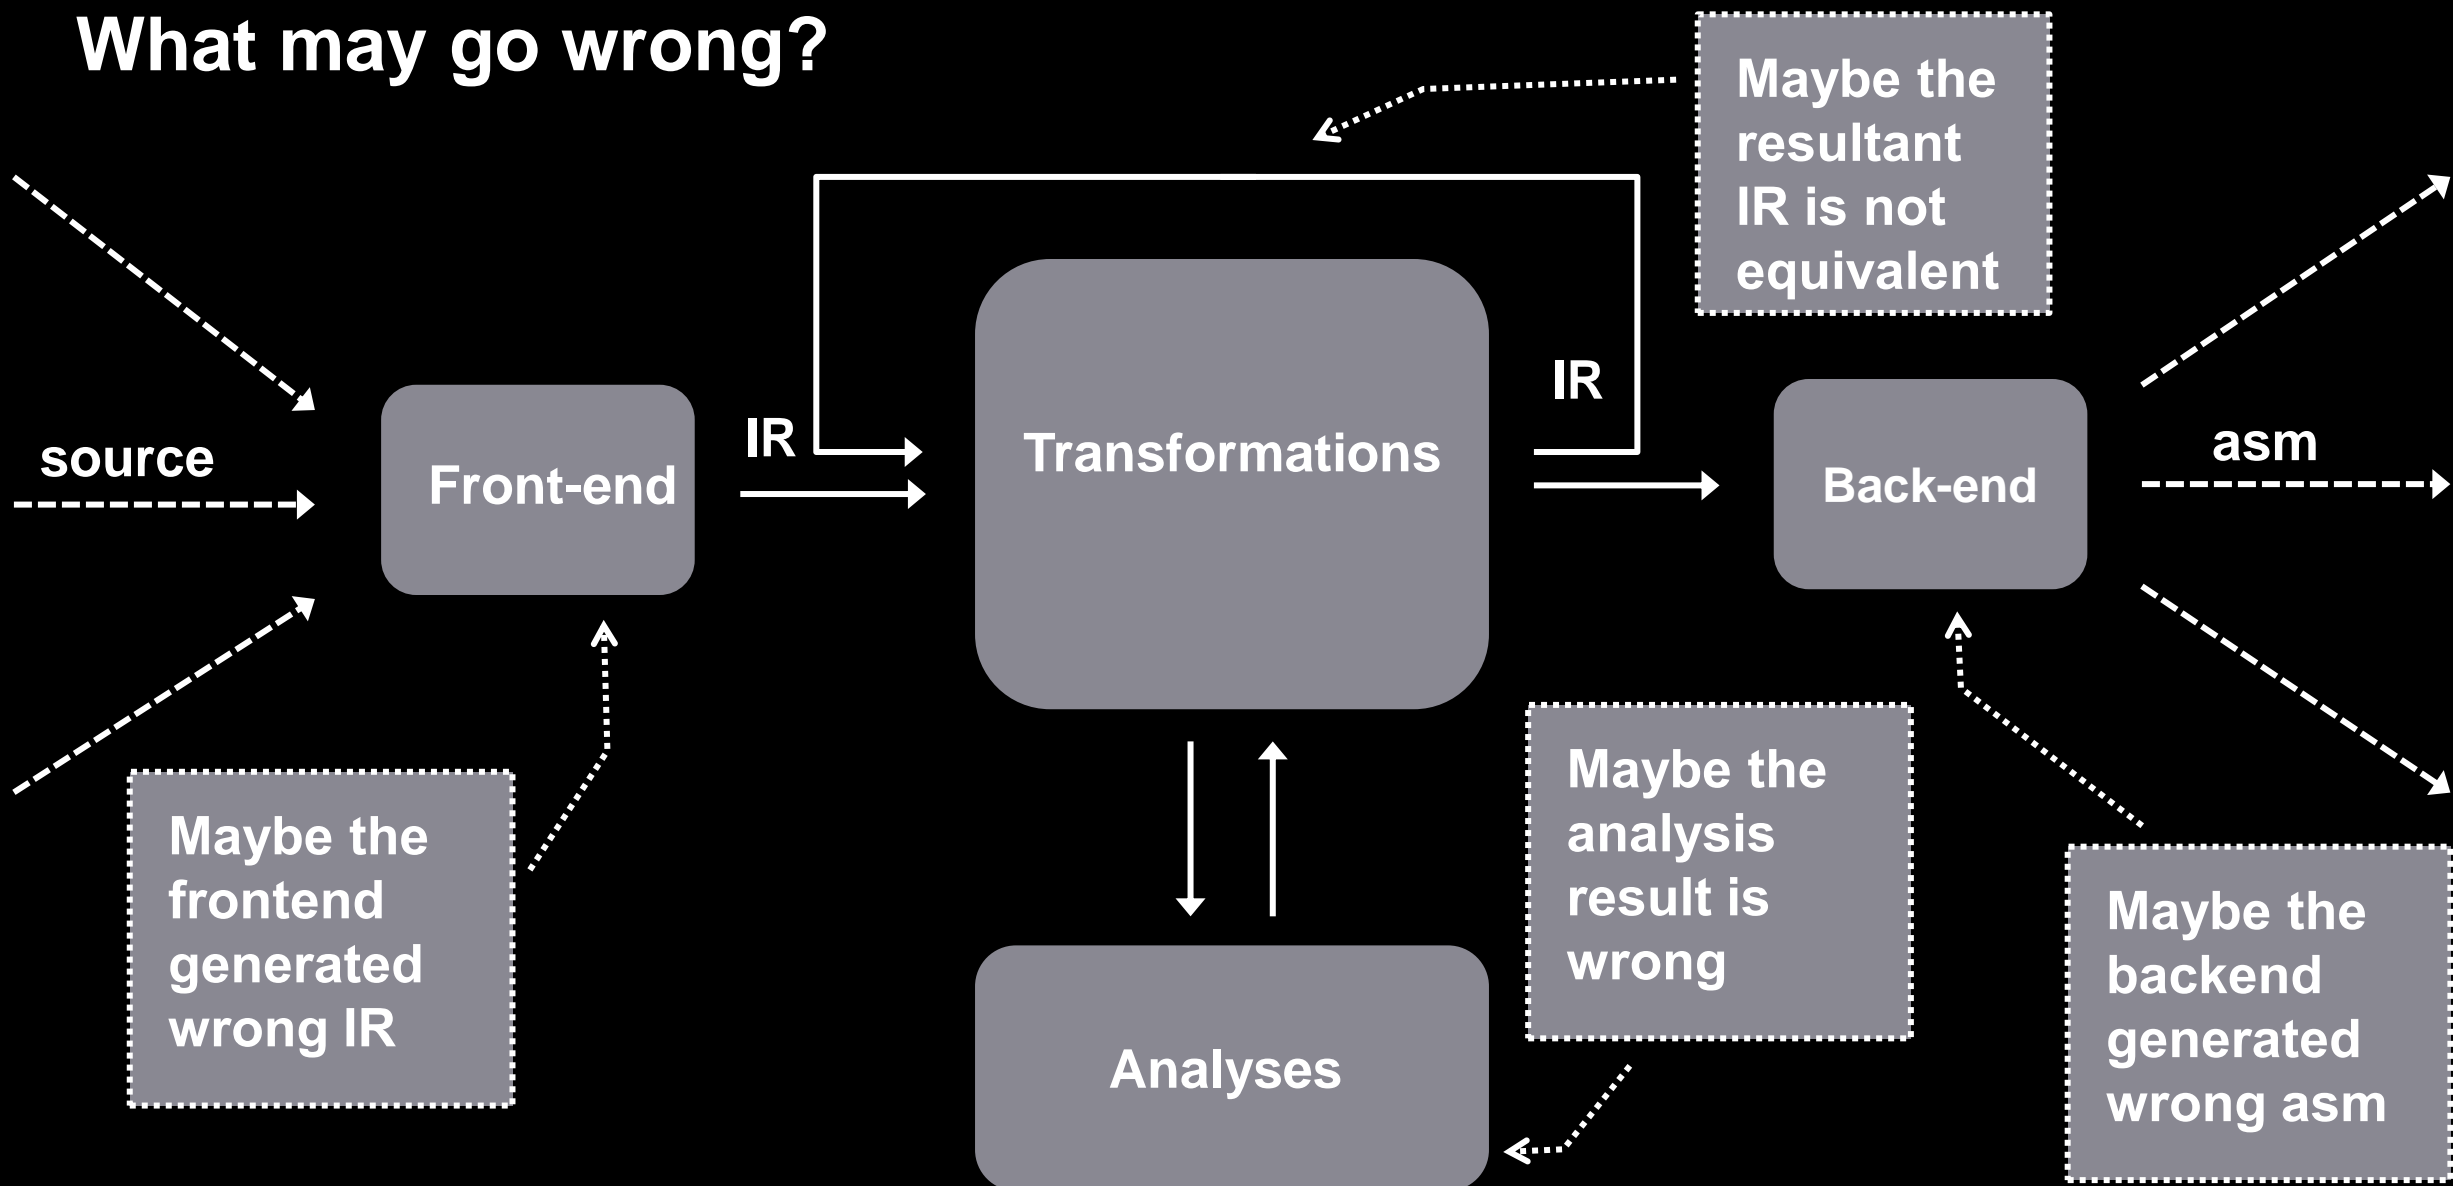 What may go wrong?
Maybe the
resultant
IR is not
equivalent
source
Front-end
IR
Transformations
IR
Back-end
asm
Maybe the
frontend
generated
wrong IR
Analyses
Maybe the
analysis
result is
wrong
Maybe the
backend
generated
wrong asm